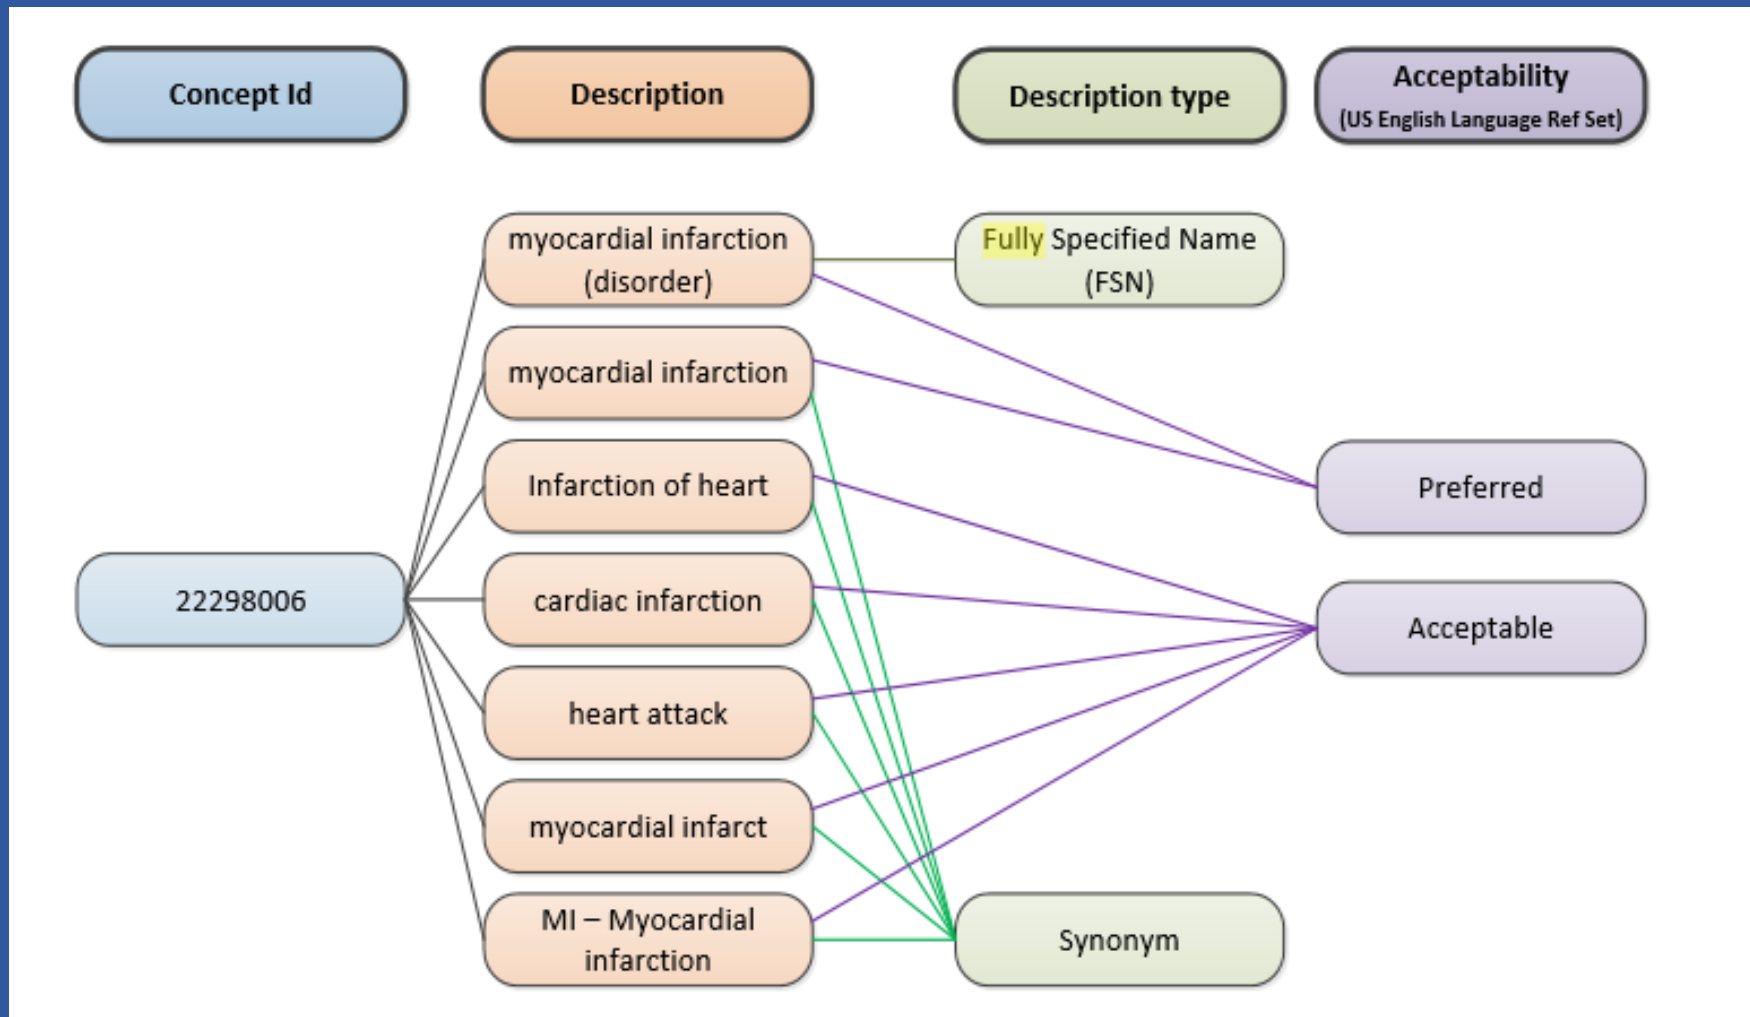 Concept Id
Description
Description type
Acceptability
(US English Language Ref Set)
myocardial infarction
(disorder)
Fully Specified Name
(FSN)
myocardial infarction
Infarction of heart
Preferred
22298006
cardiac infarction
Acceptable
heart attack
myocardial infarct
MI – Myocardial
infarction
Synonym